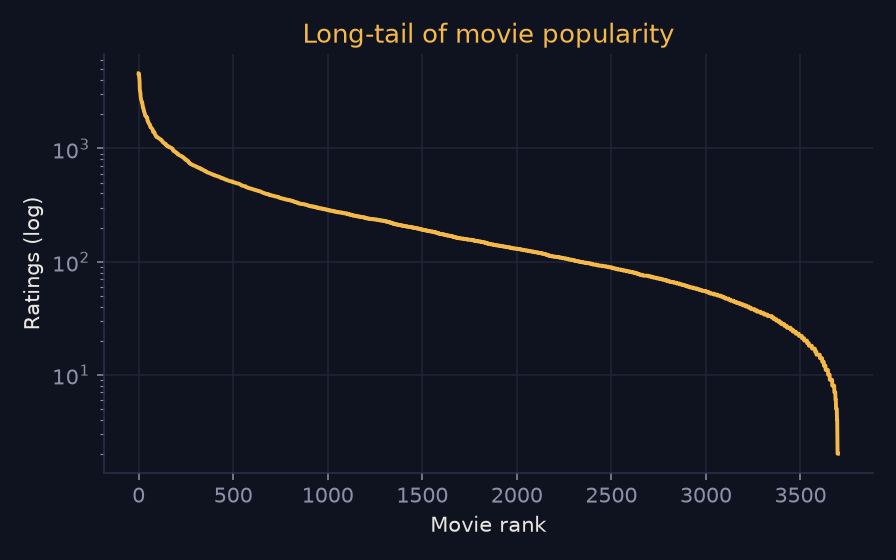 Long-tail of movie popularity
Ratings (log)
10³
10²
10¹
0 500 1000 1500 2000 2500 3000 3500
Movie rank